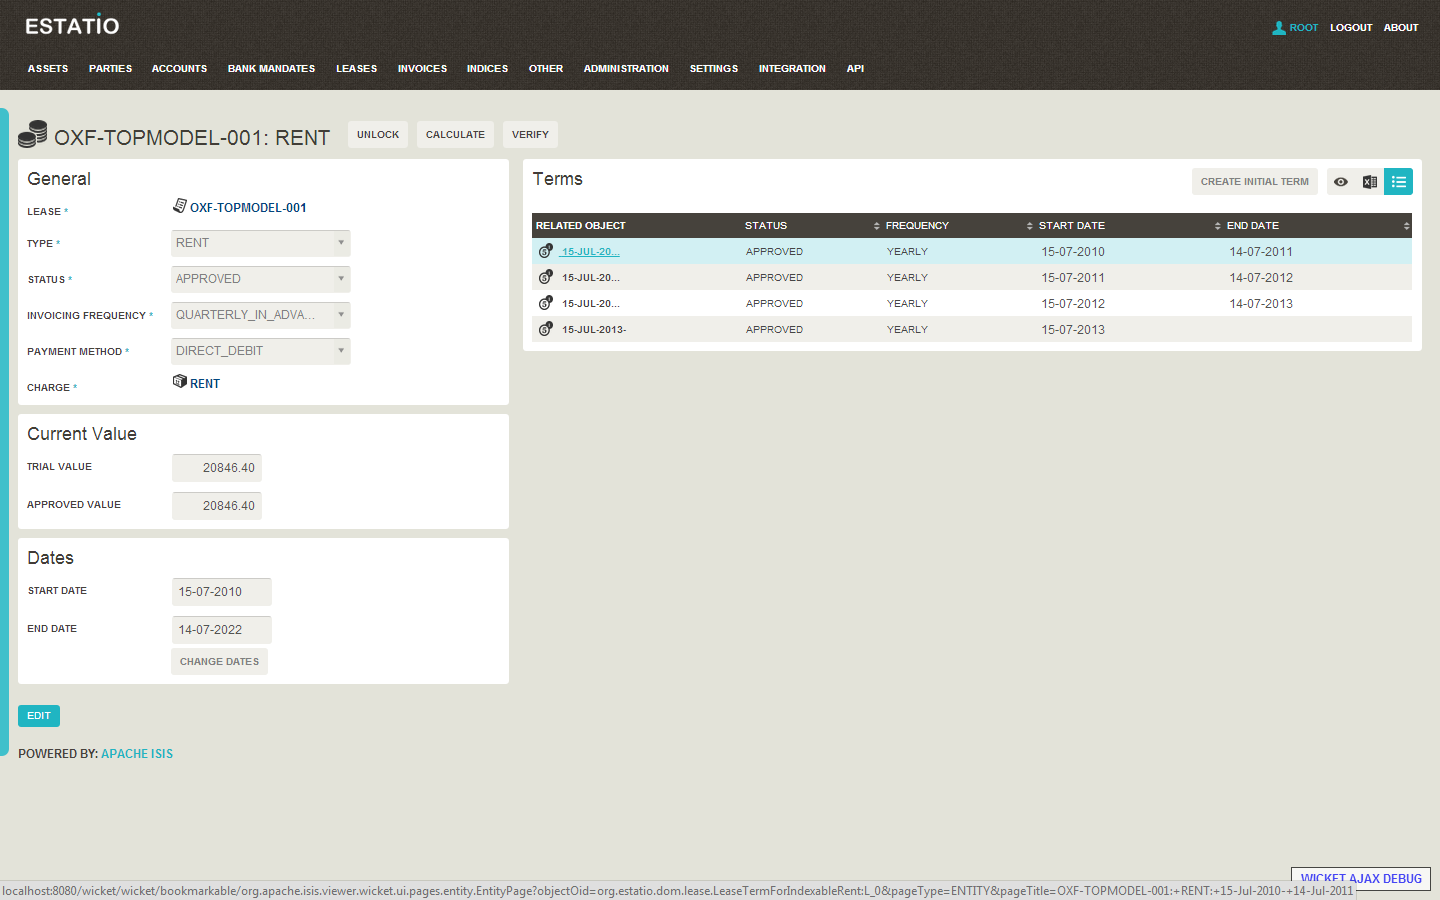 ESTATIO
ROOT LOGOUT ABOUT
ASSETS PARTIES ACCOUNTS BANK MANDATES LEASES INVOICES INDICES OTHER ADMINISTRATION SETTINGS INTEGRATION API
OXF-TOPMODEL-001: RENT UNLOCK CALCULATE VERIFY
General
LEASE * OXF-TOPMODEL-001
TYPE * RENT
STATUS * APPROVED
INVOICING FREQUENCY * QUARTERLY_IN_ADVA...
PAYMENT METHOD * DIRECT_DEBIT
CHARGE * RENT
Current Value
TRIAL VALUE 20846.40
APPROVED VALUE 20846.40
Dates
START DATE 15-07-2010
END DATE 14-07-2022
CHANGE DATES
EDIT
POWERED BY: APACHE ISIS
Terms CREATE INITIAL TERM
RELATED OBJECT STATUS FREQUENCY START DATE END DATE
15-JUL-20... APPROVED YEARLY 15-07-2010 14-07-2011
15-JUL-20... APPROVED YEARLY 15-07-2011 14-07-2012
15-JUL-20... APPROVED YEARLY 15-07-2012 14-07-2013
15-JUL-2013- APPROVED YEARLY 15-07-2013
WICKET AJAX DEBUG
localhost:8080/wicket/wicket/bookmarkable/org.apache.isis.viewer.wicket.ui.pages.entity.EntityPage?objectOid=org.estatio.dom.lease.LeaseTermForIndexableRent:L_0&pageType=ENTITY&pageTitle=OXF-TOPMODEL-001:+RENT:+15-Jul-2010-+14-Jul-2011